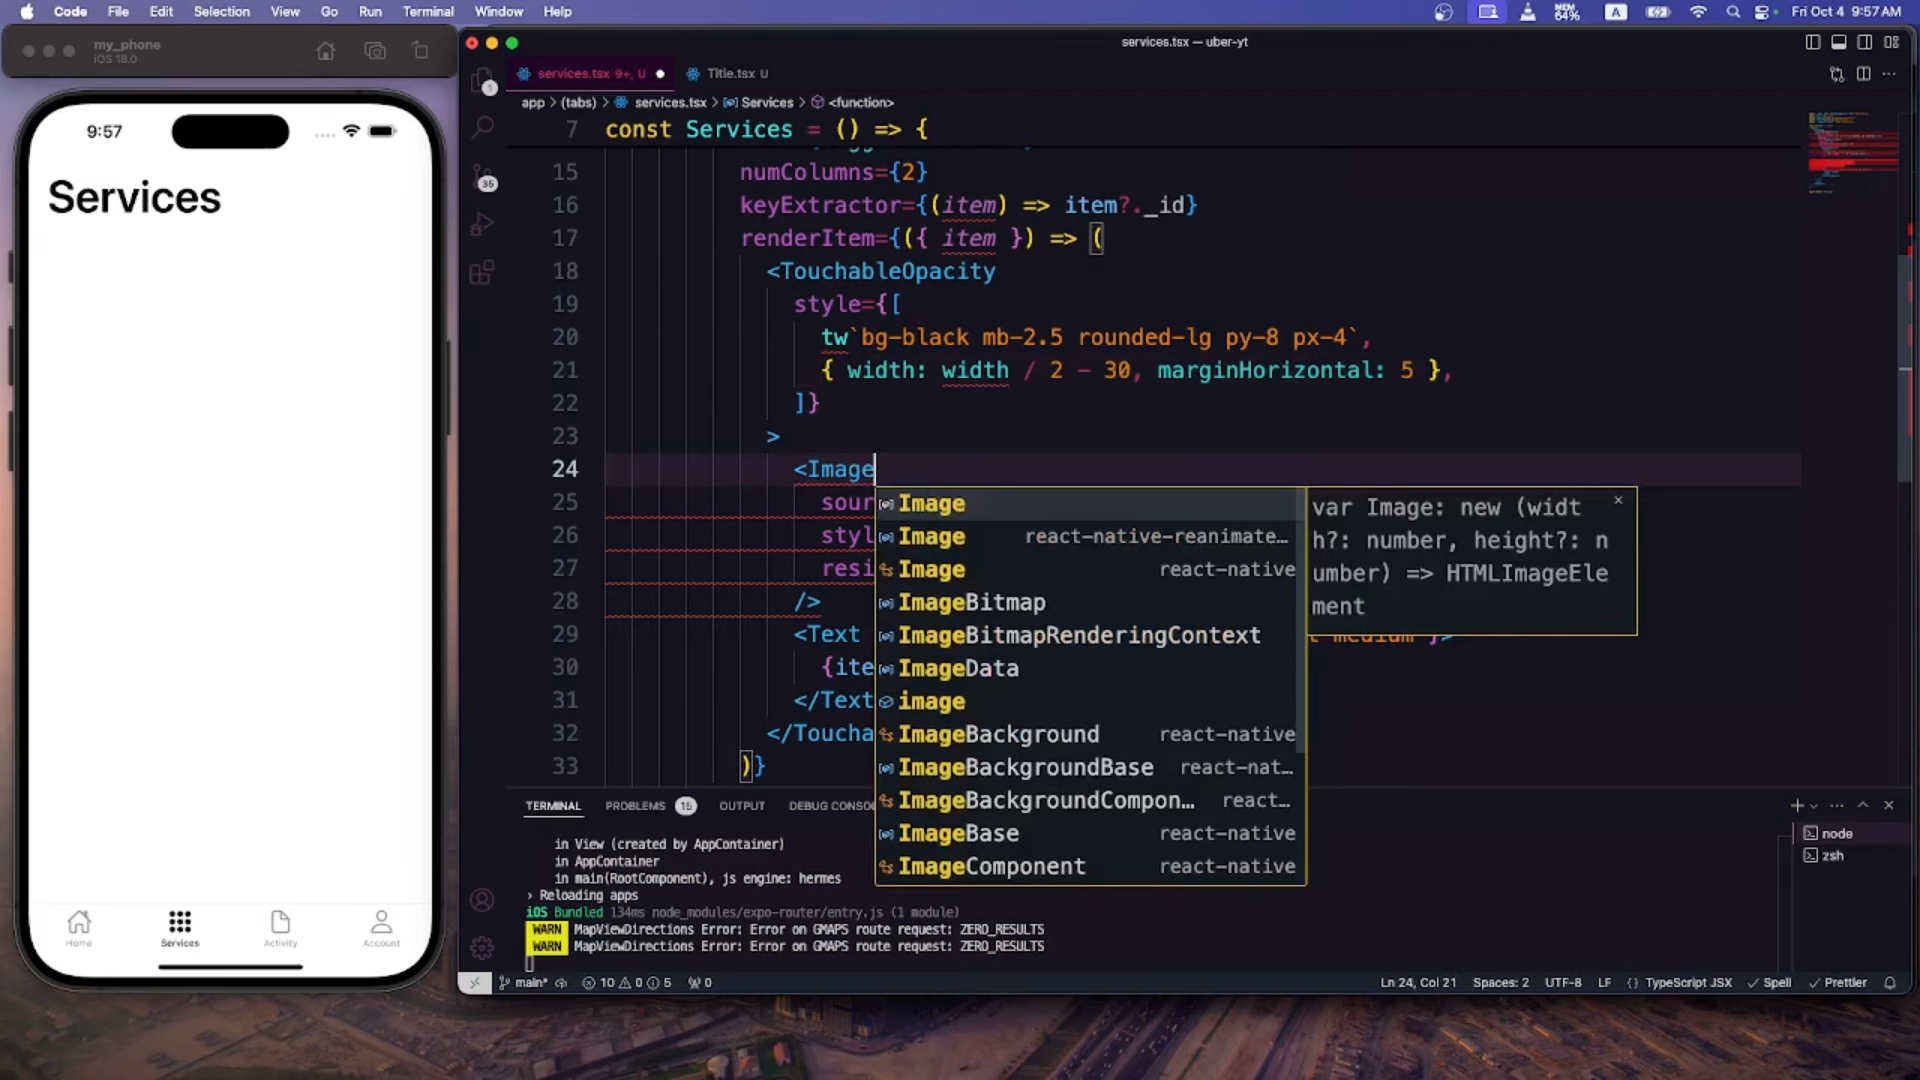 Code File Edit Selection View Go Run Terminal Window Help
MEM 64% A Fri Oct 4 9:57 AM
my_phone
iOS 18.0
9:57
Services
Home Services Activity Account
services.tsx — uber-yt
services.tsx 9+, U
Title.tsx U
app > (tabs) > services.tsx > Services > <function>
1
35
7 const Services = () => {
15 numColumns={2}
16 keyExtractor={(item) => item?._id}
17 renderItem={({ item }) => (
18 <TouchableOpacity
19 style={[
20 tw`bg-black mb-2.5 rounded-lg py-8 px-4`,
21 { width: width / 2 - 30, marginHorizontal: 5 },
22 ]}
23 >
24 <Image
25 sour
26 styl
27 resi
28 />
29 <Text
30 {ite
31 </Text
32 </Toucha
33 )}
Image
Image react-native-reanimate…
Image react-native
ImageBitmap
ImageBitmapRenderingContext
ImageData
image
ImageBackground react-native
ImageBackgroundBase react-nat…
ImageBackgroundCompon… react…
ImageBase react-native
ImageComponent react-native
var Image: new (widt
h?: number, height?: n
umber) => HTMLImageEle
ment
TERMINAL PROBLEMS 15 OUTPUT DEBUG CONSO
in View (created by AppContainer)
in AppContainer
in main(RootComponent), js engine: hermes
› Reloading apps
iOS Bundled 134ms node_modules/expo-router/entry.js (1 module)
WARN MapViewDirections Error: Error on GMAPS route request: ZERO_RESULTS
WARN MapViewDirections Error: Error on GMAPS route request: ZERO_RESULTS
node
zsh
main* 10 0 5 0
Ln 24, Col 21 Spaces: 2 UTF-8 LF {} TypeScript JSX Spell Prettier